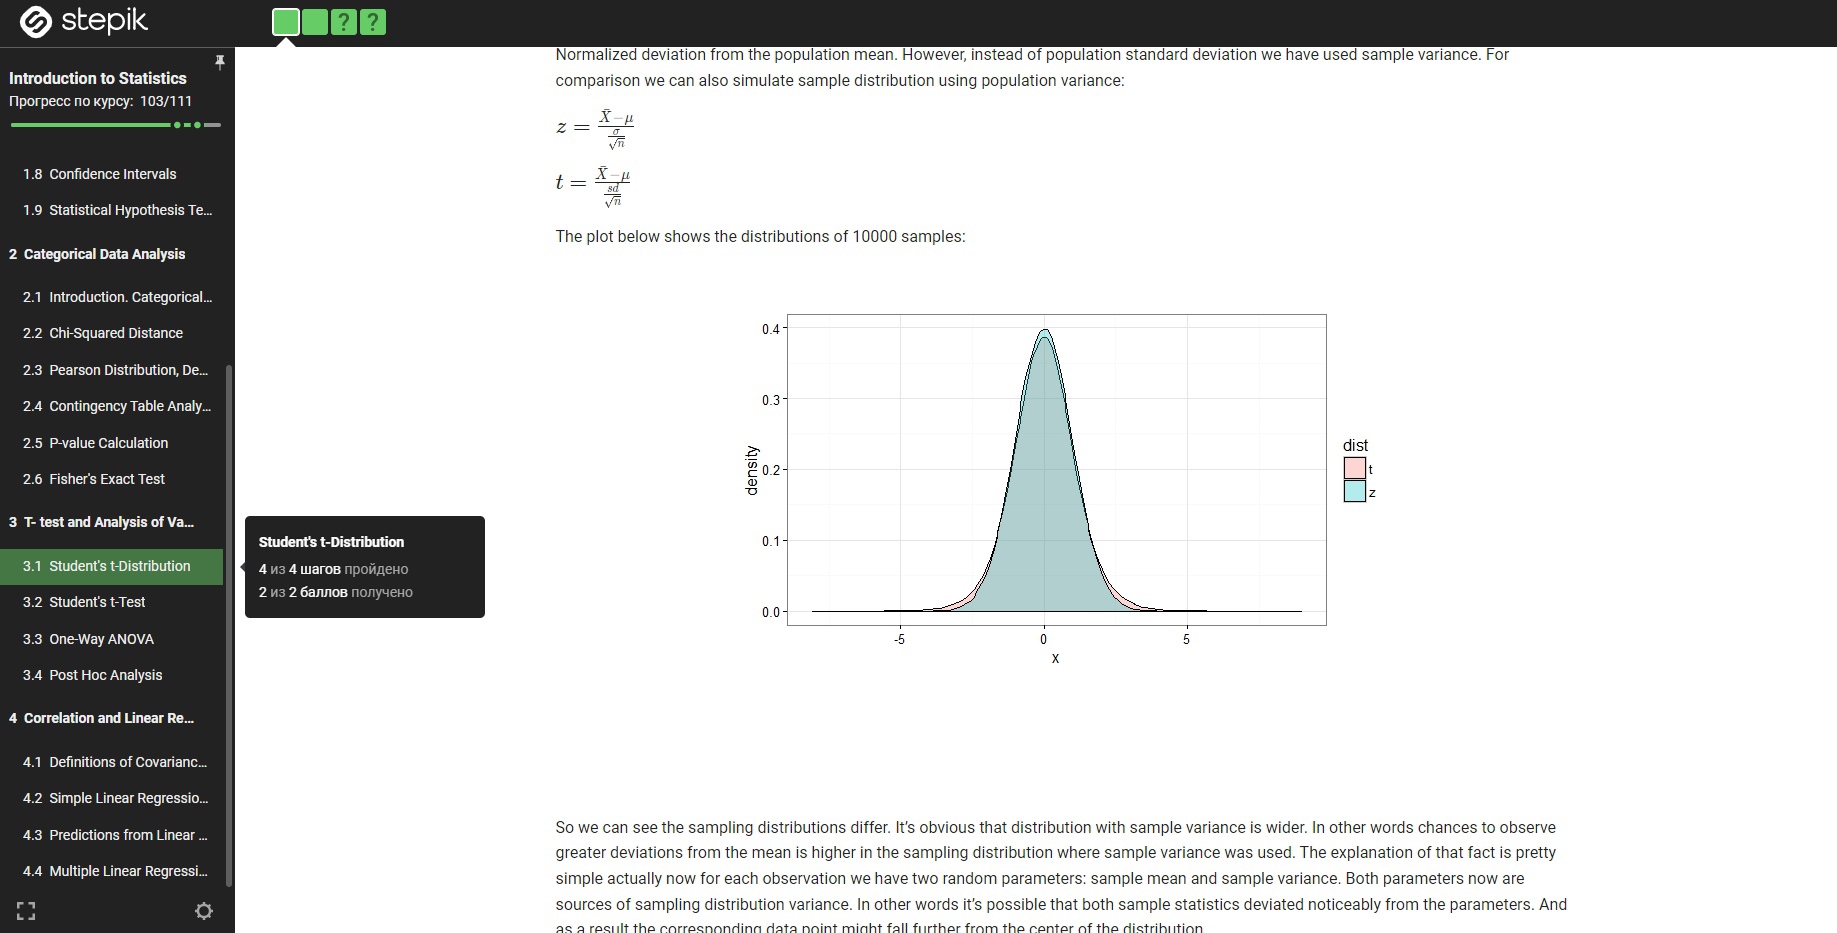 stepik
? ?
Introduction to Statistics
Прогресс по курсу: 103/111
1.8 Confidence Intervals
1.9 Statistical Hypothesis Te...
2 Categorical Data Analysis
2.1 Introduction. Categorical...
2.2 Chi-Squared Distance
2.3 Pearson Distribution, De...
2.4 Contingency Table Analy...
2.5 P-value Calculation
2.6 Fisher's Exact Test
3 T- test and Analysis of Va...
3.1 Student's t-Distribution
3.2 Student's t-Test
3.3 One-Way ANOVA
3.4 Post Hoc Analysis
4 Correlation and Linear Re...
4.1 Definitions of Covarianc...
4.2 Simple Linear Regressio...
4.3 Predictions from Linear ...
4.4 Multiple Linear Regressi...
Student's t-Distribution
4 из 4 шагов пройдено
2 из 2 баллов получено
Normalized deviation from the population mean. However, instead of population standard deviation we have used sample variance. For
comparison we can also simulate sample distribution using population variance:
z = (X̄−μ)/(σ/√n)
t = (X̄−μ)/(sd/√n)
The plot below shows the distributions of 10000 samples:
density
0.4
0.3
0.2
0.1
0.0
-5 0 5
x
dist
t
z
So we can see the sampling distributions differ. It’s obvious that distribution with sample variance is wider. In other words chances to observe
greater deviations from the mean is higher in the sampling distribution where sample variance was used. The explanation of that fact is pretty
simple actually now for each observation we have two random parameters: sample mean and sample variance. Both parameters now are
sources of sampling distribution variance. In other words it’s possible that both sample statistics deviated noticeably from the parameters. And
as a result the corresponding data point might fall further from the center of the distribution